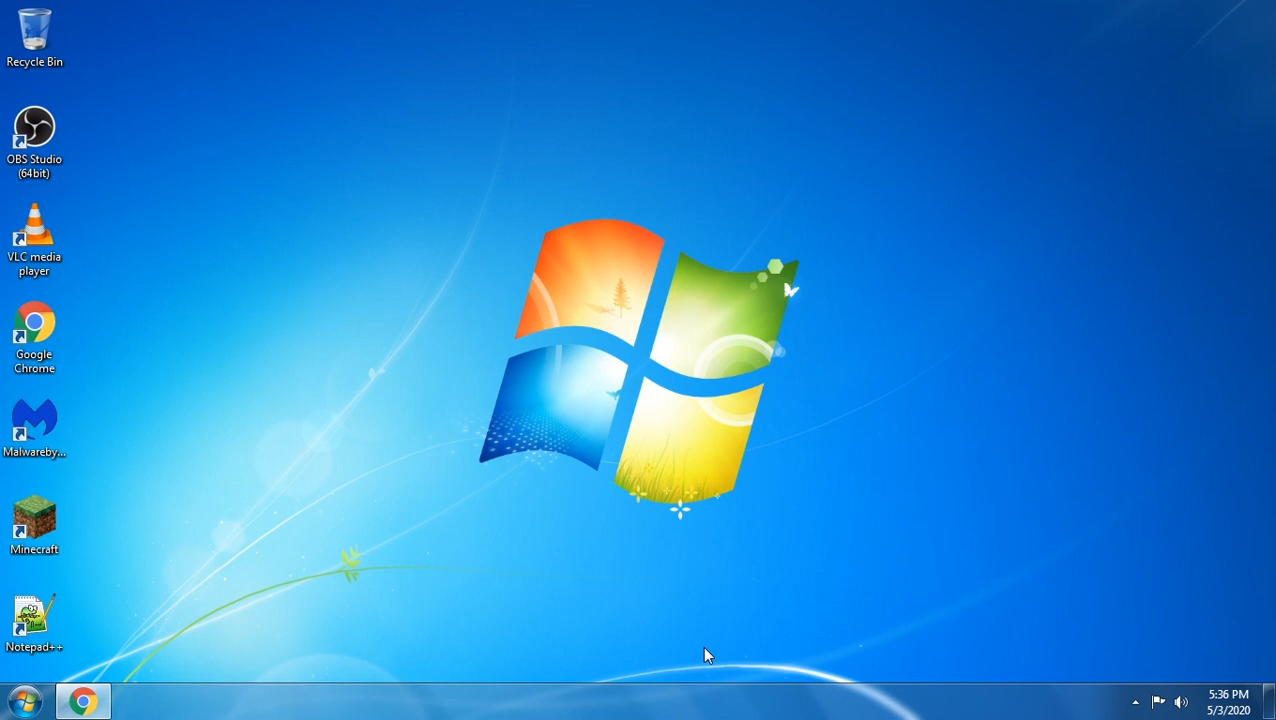 Recycle Bin
OBS Studio
(64bit)
VLC media
player
Google
Chrome
Malwareby...
Minecraft
Notepad++
5:36 PM
5/3/2020